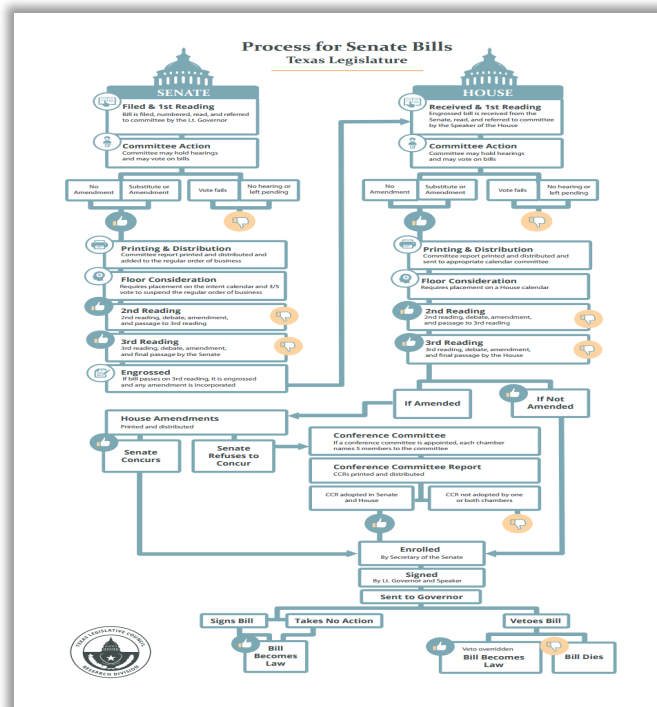 Process for Senate Bills
Texas Legislature
SENATE
Filed & 1st Reading
Bill is filed, numbered, read, and referred
to committee by the Lt. Governor
Committee Action
Committee may hold hearings
and may vote on bills
No
Amendment
Substitute or
Amendment
Vote fails
No hearing or
left pending
Printing & Distribution
Committee report printed and distributed and
added to the regular order of business
Floor Consideration
Requires placement on the intent calendar and 3/5
vote to suspend the regular order of business
2nd Reading
2nd reading, debate, amendment,
and passage to 3rd reading
3rd Reading
3rd reading, debate, amendment,
and final passage by the Senate
Engrossed
If bill passes on 3rd reading, it is engrossed
and any amendment is incorporated
HOUSE
Received & 1st Reading
Engrossed bill is received from the
Senate, read, and referred to committee
by the Speaker of the House
Committee Action
Committee may hold hearings
and may vote on bills
No
Amendment
Substitute or
Amendment
Vote fails
No hearing or
left pending
Printing & Distribution
Committee report printed and distributed and
sent to appropriate calendar committee
Floor Consideration
Requires placement on a House calendar
2nd Reading
2nd reading, debate, amendment,
and passage to 3rd reading
3rd Reading
3rd reading, debate, amendment,
and final passage by the House
If Amended
If Not
Amended
House Amendments
Printed and distributed
Senate
Concurs
Senate
Refuses to
Concur
Conference Committee
If a conference committee is appointed, each chamber
names 5 members to the committee
Conference Committee Report
CCRs printed and distributed
CCR adopted in Senate
and House
CCR not adopted by one
or both chambers
Enrolled
By Secretary of the Senate
Signed
By Lt. Governor and Speaker
Sent to Governor
Signs Bill
Takes No Action
Vetoes Bill
Bill
Becomes
Law
Veto overridden
Bill Becomes
Law
Bill Dies
TEXAS LEGISLATIVE COUNCIL
RESEARCH DIVISION